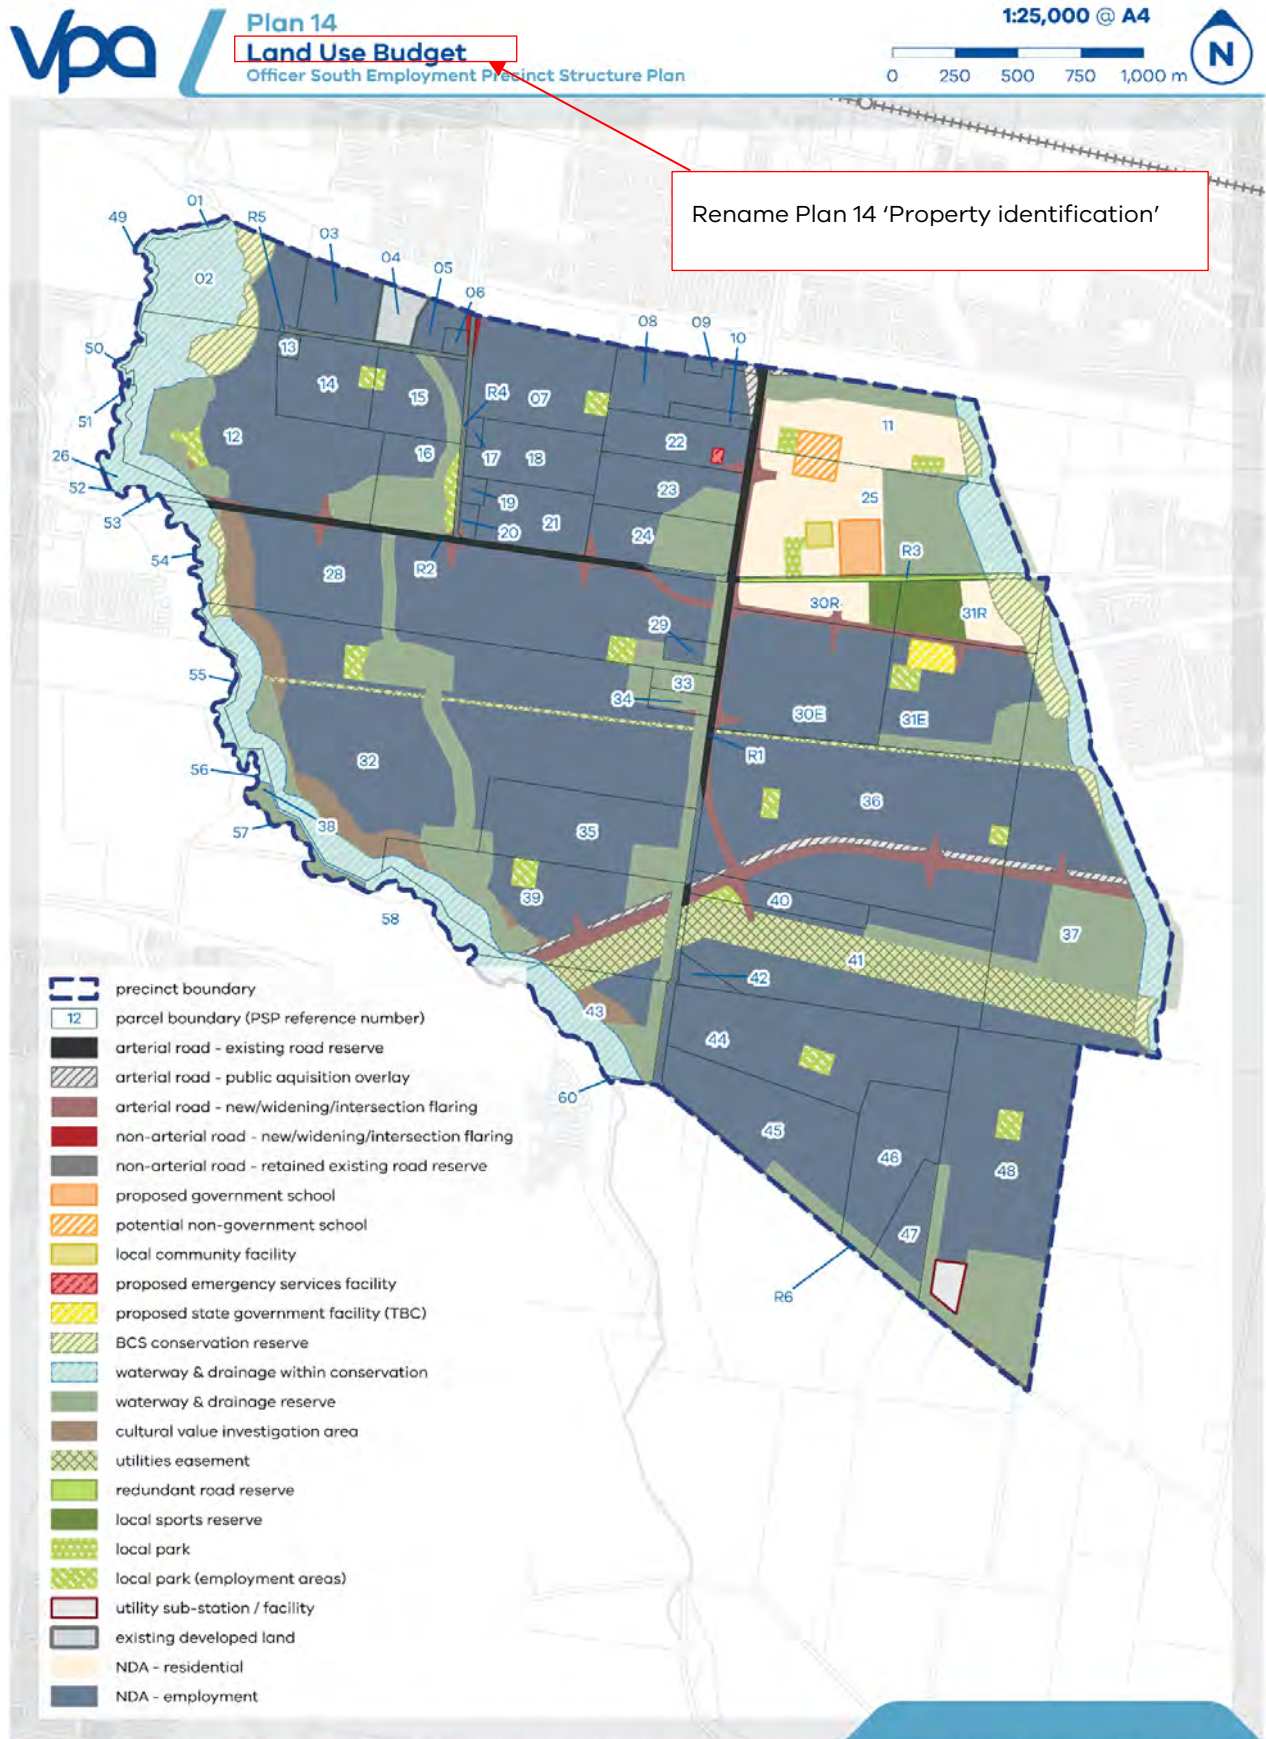 vpa
Plan 14
Land Use Budget
Officer South Employment Precinct Structure Plan
1:25,000 @ A4
0 250 500 750 1,000 m
N
Rename Plan 14 ‘Property identification’
01
49
R5
03
02
04
05
06
08
09
10
50
13
14
15
R4
07
51
11
12
16
17
18
22
26
52
19
23
25
53
20
21
24
54
R2
R3
28
30R
31R
29
55
33
34
30E
31E
R1
56
32
36
57
38
35
39
40
58
37
41
42
43
44
60
45
46
48
47
R6
precinct boundary
12 parcel boundary (PSP reference number)
arterial road - existing road reserve
arterial road - public aquisition overlay
arterial road - new/widening/intersection flaring
non-arterial road - new/widening/intersection flaring
non-arterial road - retained existing road reserve
proposed government school
potential non-government school
local community facility
proposed emergency services facility
proposed state government facility (TBC)
BCS conservation reserve
waterway & drainage within conservation
waterway & drainage reserve
cultural value investigation area
utilities easement
redundant road reserve
local sports reserve
local park
local park (employment areas)
utility sub-station / facility
existing developed land
NDA - residential
NDA - employment